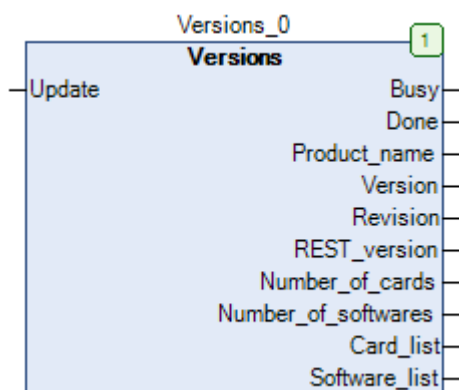 Versions_0
1
Versions
Update
Busy
Done
Product_name
Version
Revision
REST_version
Number_of_cards
Number_of_softwares
Card_list
Software_list